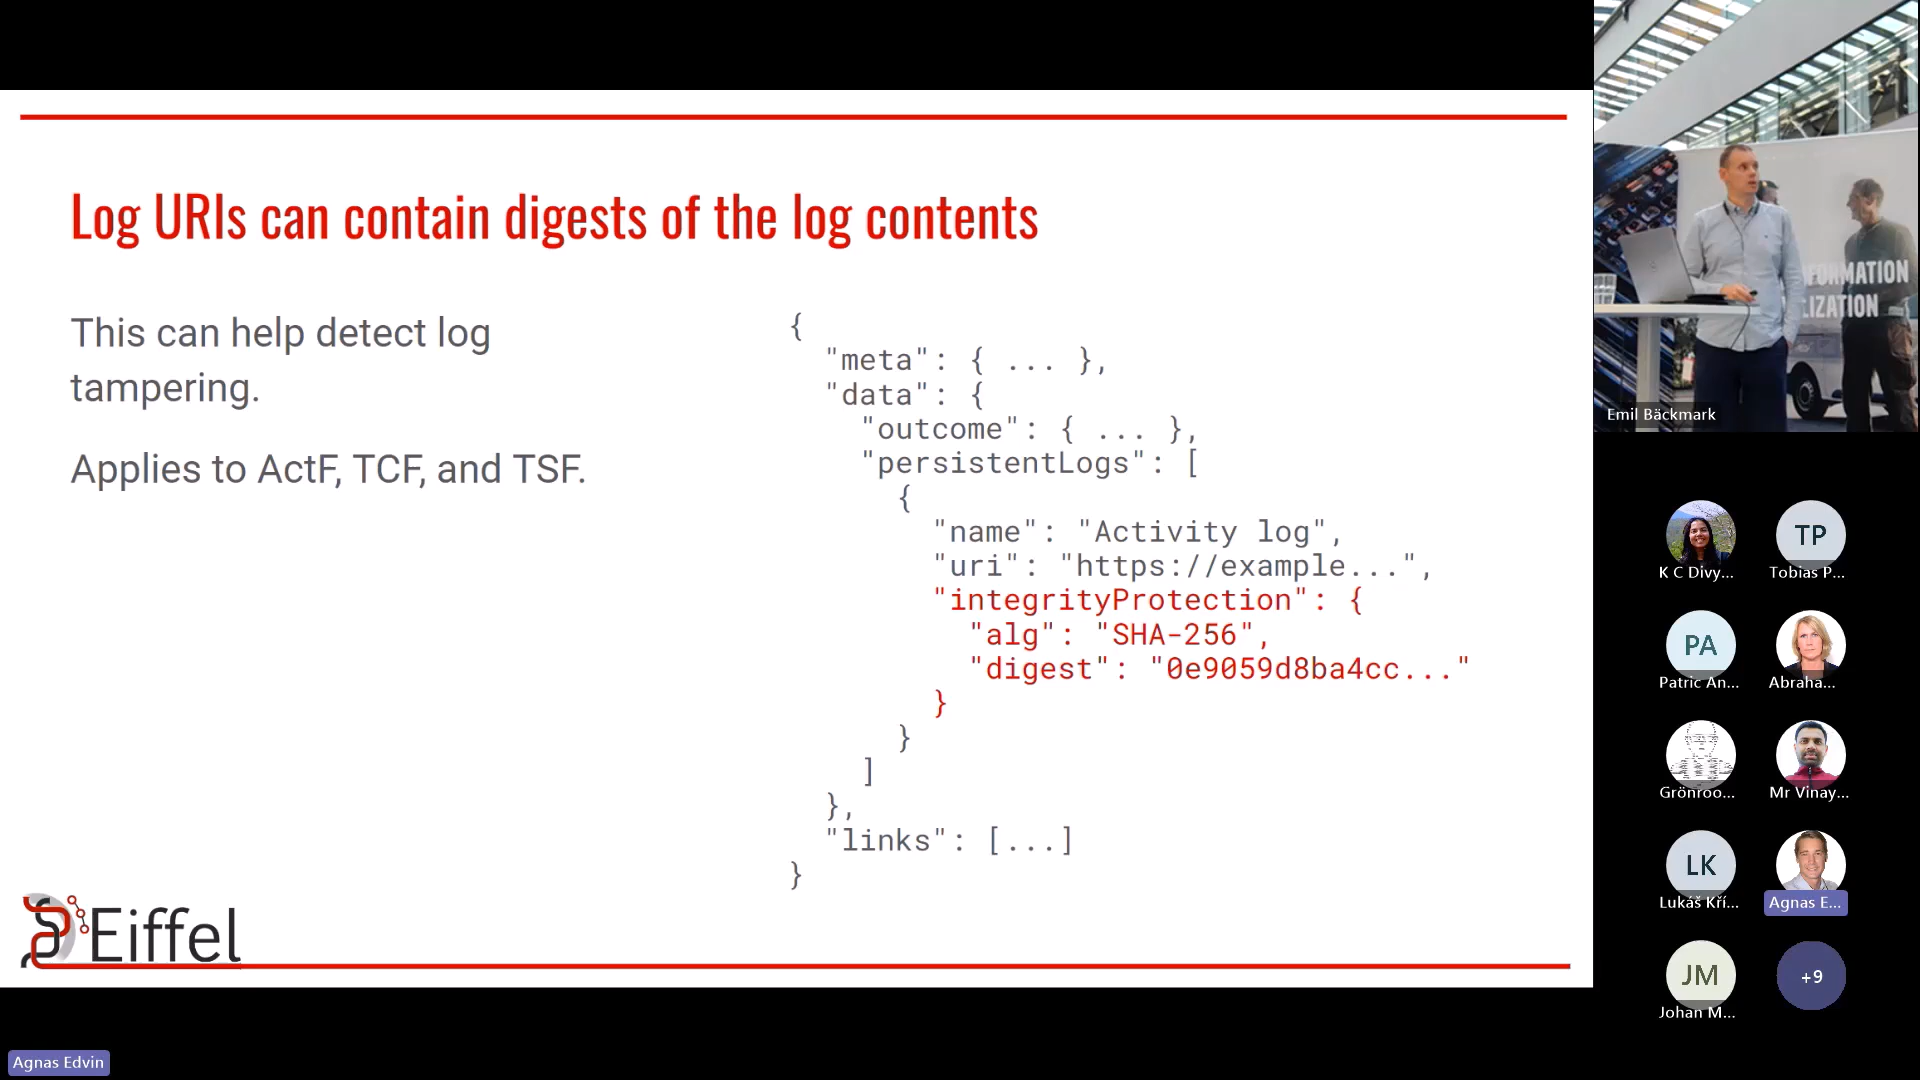 Log URIs can contain digests of the log contents
This can help detect log
tampering.
Applies to ActF, TCF, and TSF.
{
"meta": { ... },
"data": {
"outcome": { ... },
"persistentLogs": [
{
"name": "Activity log",
"uri": "https://example...",
"integrityProtection": {
"alg": "SHA-256",
"digest": "0e9059d8ba4cc..."
}
}
]
},
"links": [...]
}
Eiffel
Agnas Edvin
FORMATION
LIZATION
Emil Bäckmark
K C Divy...
TP
Tobias P...
PA
Patric An...
Abraha...
Grönroo...
Mr Vinay...
LK
Lukáš Kří...
Agnas E...
JM
Johan M...
+9